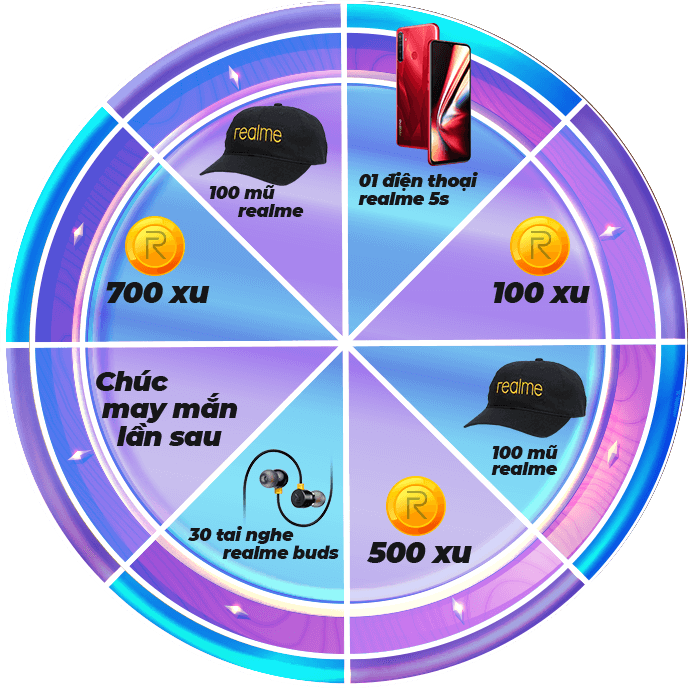 01 điện thoại
realme 5s
R
100 xu
realme
100 mũ
realme
R
500 xu
30 tai nghe
realme buds
Chúc
may mắn
lần sau
R
700 xu
realme
100 mũ
realme